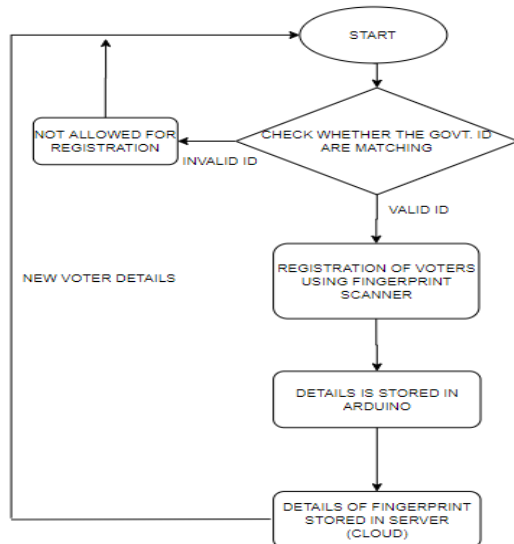 START
CHECK WHETHER THE GOVT. ID
ARE MATCHING
NOT ALLOWED FOR
REGISTRATION
INVALID ID
VALID ID
REGISTRATION OF VOTERS
USING FINGERPRINT
SCANNER
NEW VOTER DETAILS
DETAILS IS STORED IN
ARDUINO
DETAILS OF FINGERPRINT
STORED IN SERVER
(CLOUD)